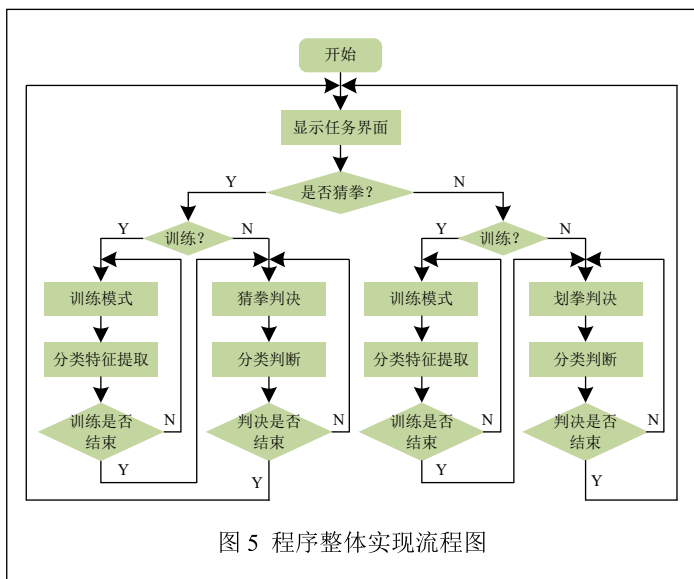 开始
显示任务界面
是否猜拳？
Y
N
训练？
Y
N
训练？
Y
N
训练模式
猜拳判决
训练模式
划拳判决
分类特征提取
分类判断
分类特征提取
分类判断
训练是否
结束
N
Y
判决是否
结束
N
Y
训练是否
结束
N
Y
判决是否
结束
N
Y
图 5 程序整体实现流程图